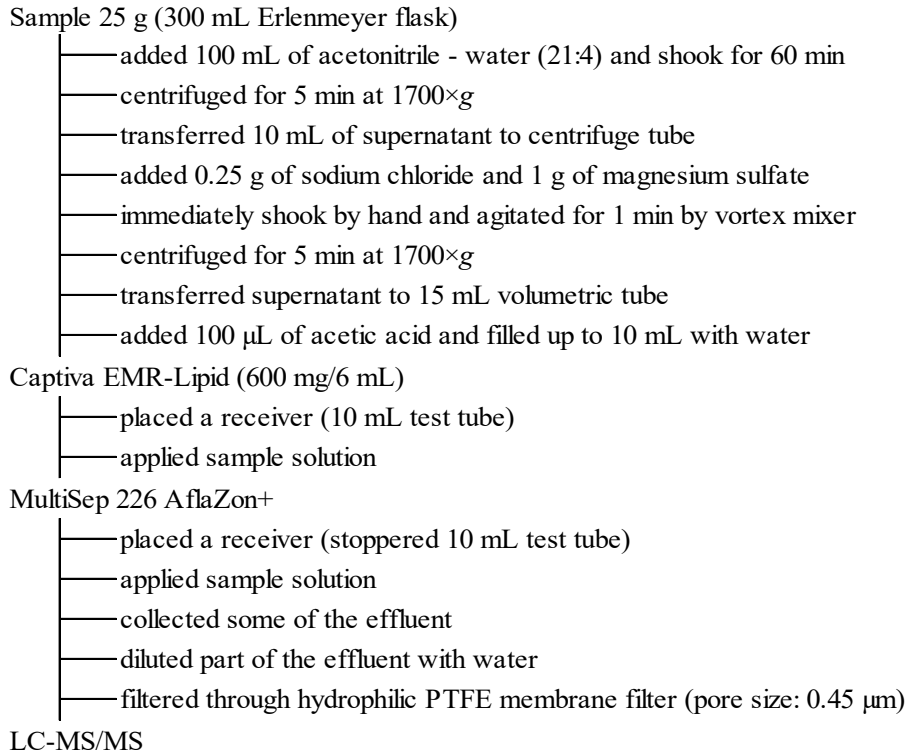 Sample 25 g (300 mL Erlenmeyer flask)
added 100 mL of acetonitrile - water (21:4) and shook for 60 min
centrifuged for 5 min at 1700×g
transferred 10 mL of supernatant to centrifuge tube
added 0.25 g of sodium chloride and 1 g of magnesium sulfate
immediately shook by hand and agitated for 1 min by vortex mixer
centrifuged for 5 min at 1700×g
transferred supernatant to 15 mL volumetric tube
added 100 μL of acetic acid and filled up to 10 mL with water
Captiva EMR-Lipid (600 mg/6 mL)
placed a receiver (10 mL test tube)
applied sample solution
MultiSep 226 AflaZon+
placed a receiver (stoppered 10 mL test tube)
applied sample solution
collected some of the effluent
diluted part of the effluent with water
filtered through hydrophilic PTFE membrane filter (pore size: 0.45 μm)
LC-MS/MS